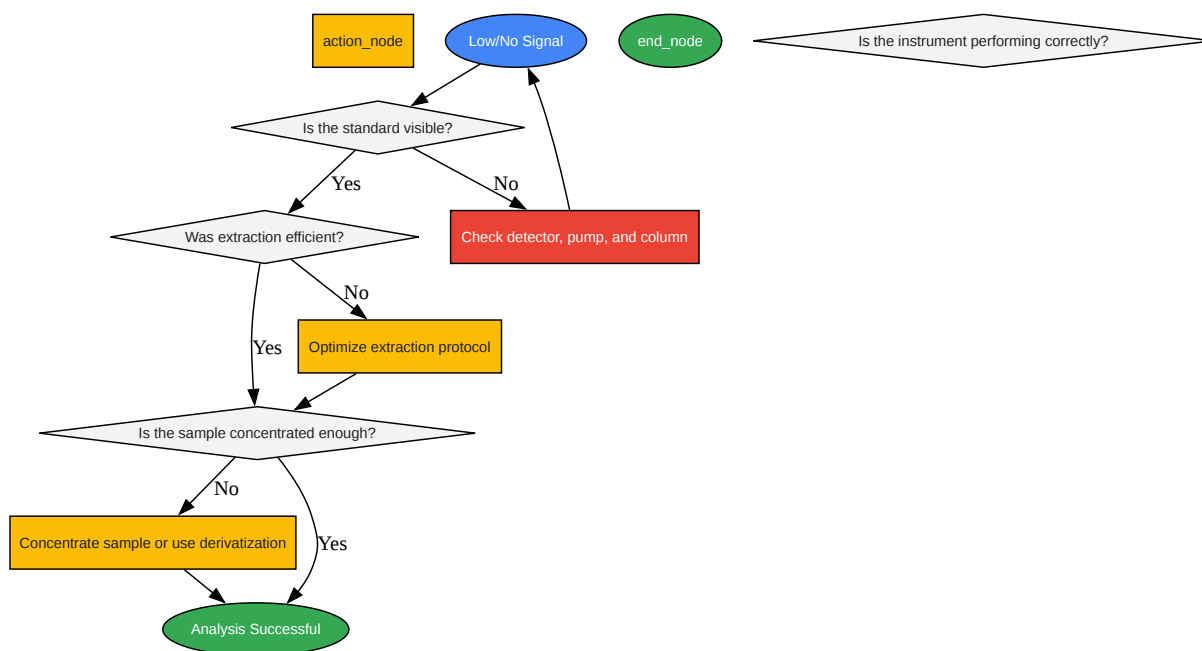 action_node
Low/No Signal
end_node
Is the instrument performing correctly?
Is the standard visible?
Yes
No
Was extraction efficient?
Check detector, pump, and column
No
Yes
Optimize extraction protocol
Is the sample concentrated enough?
No
Concentrate sample or use derivatization
Yes
Analysis Successful